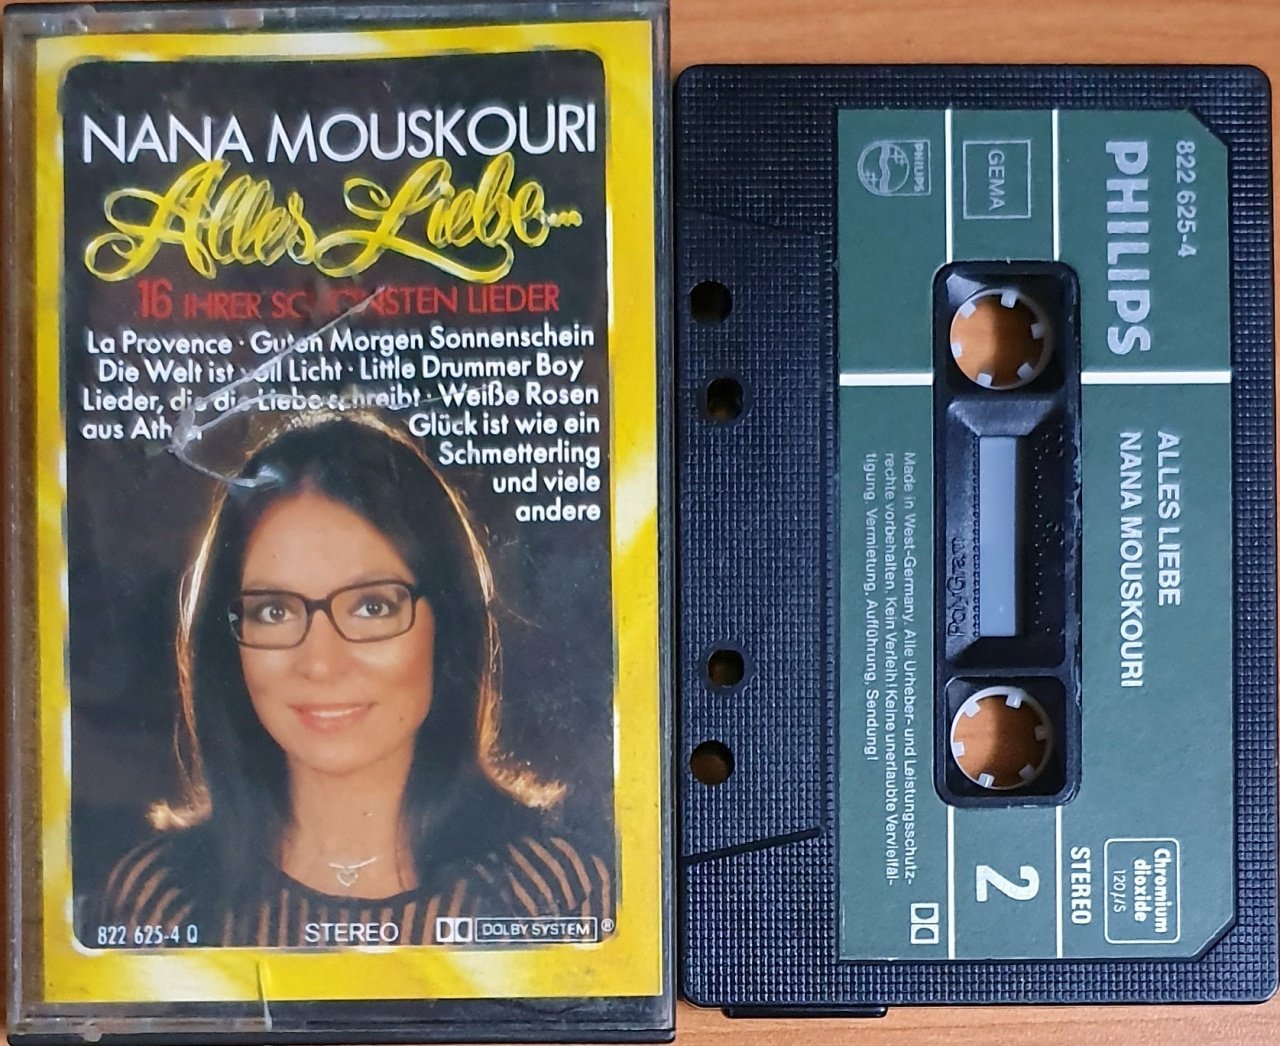 NANA MOUSKOURI
Alles Liebe...
16 IHRER SCHÖNSTEN LIEDER
La Provence · Guten Morgen Sonnenschein
Die Welt ist voll Licht · Little Drummer Boy
Lieder, die die Liebe schreibt · Weiße Rosen
aus Athen Glück ist wie ein
Schmetterling
und viele
andere
822 625-4 Q
STEREO DOLBY SYSTEM ®
822 625-4
PHILIPS
GEMA
PHILIPS
ALLES LIEBE
NANA MOUSKOURI
PolyGram
Made in West-Germany. Alle Urheber- und Leistungsschutz-
rechte vorbehalten. Kein Verleih! Keine unerlaubte Vervielfäl-
tigung, Vermietung, Aufführung, Sendung!
Chromium
dioxide
120 µS
STEREO
2